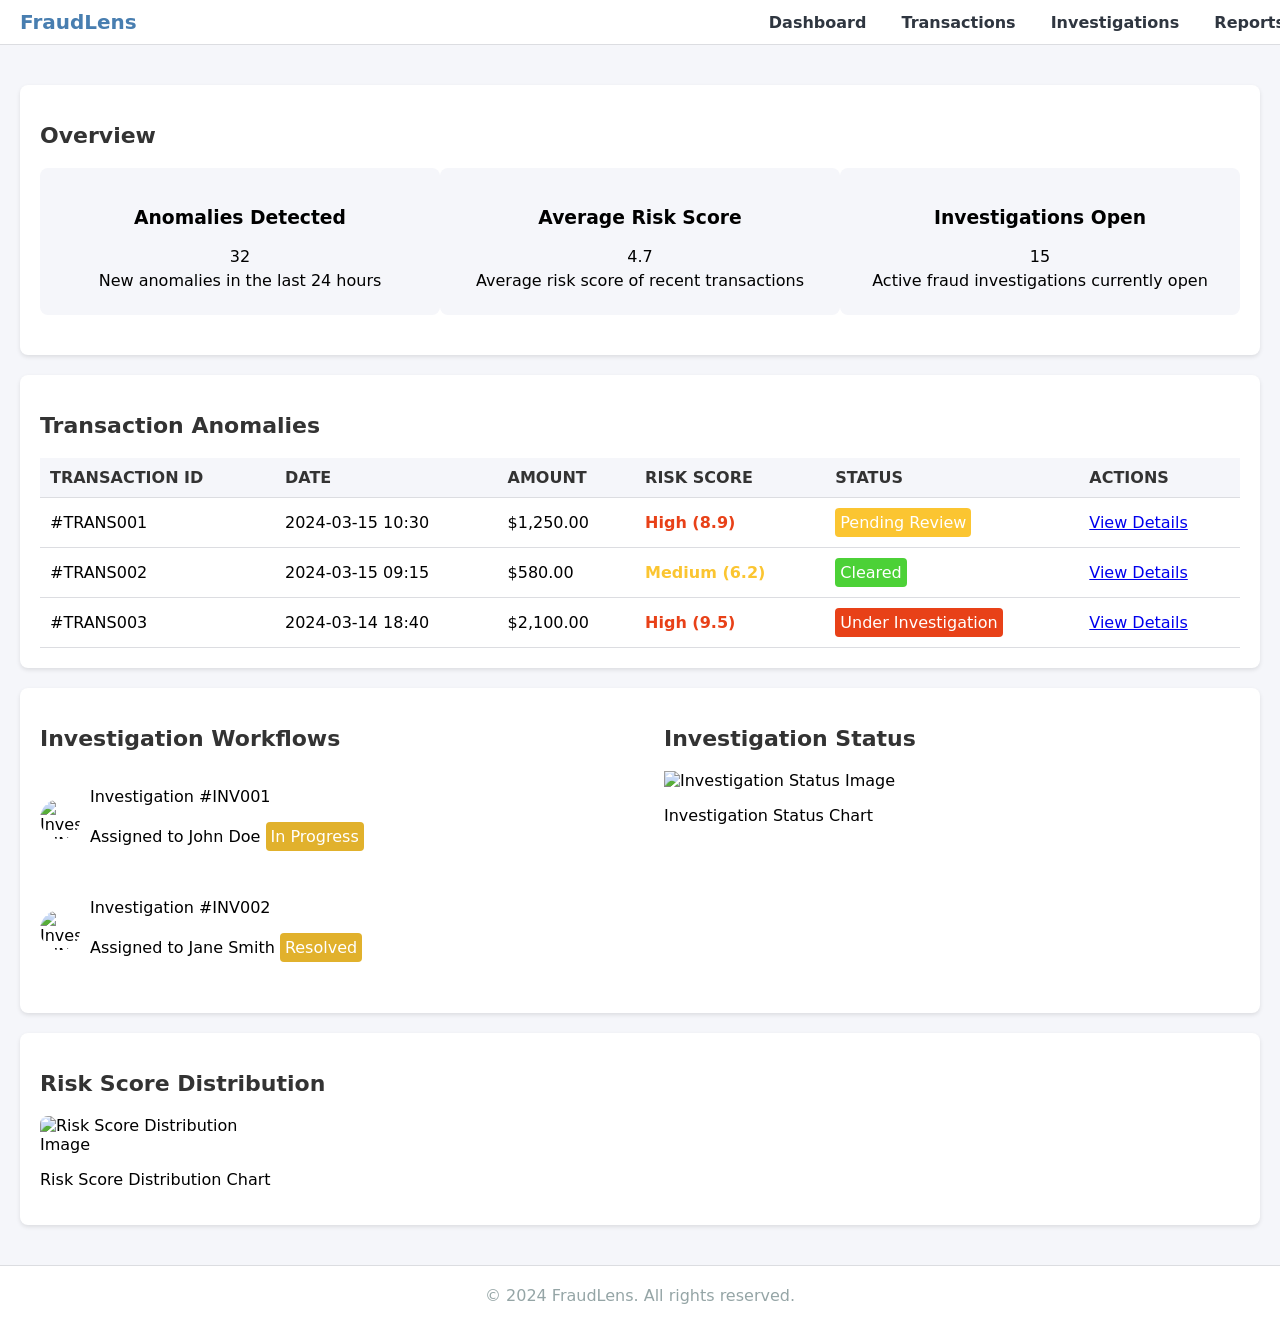 FraudLens
Dashboard Transactions Investigations Reports
Overview
Anomalies Detected
32
New anomalies in the last 24 hours
Average Risk Score
4.7
Average risk score of recent transactions
Investigations Open
15
Active fraud investigations currently open
Transaction Anomalies
TRANSACTION ID DATE AMOUNT RISK SCORE STATUS ACTIONS
#TRANS001 2024-03-15 10:30 $1,250.00 High (8.9) Pending Review View Details
#TRANS002 2024-03-15 09:15 $580.00 Medium (6.2) Cleared View Details
#TRANS003 2024-03-14 18:40 $2,100.00 High (9.5) Under Investigation View Details
Investigation Workflows
Investigation #INV001
Assigned to John Doe In Progress
Investigation #INV002
Assigned to Jane Smith Resolved
Investigation Status
Investigation Status Image
Investigation Status Chart
Risk Score Distribution
Risk Score Distribution
Image
Risk Score Distribution Chart
© 2024 FraudLens. All rights reserved.